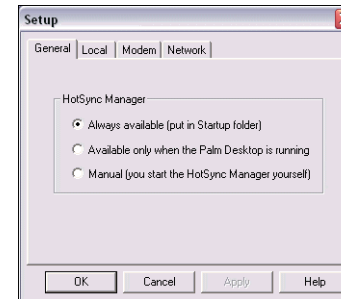 Setup
General Local Modem Network
HotSync Manager
Always available (put in Startup folder)
Available only when the Palm Desktop is running
Manual (you start the HotSync Manager yourself)
OK Cancel Apply Help